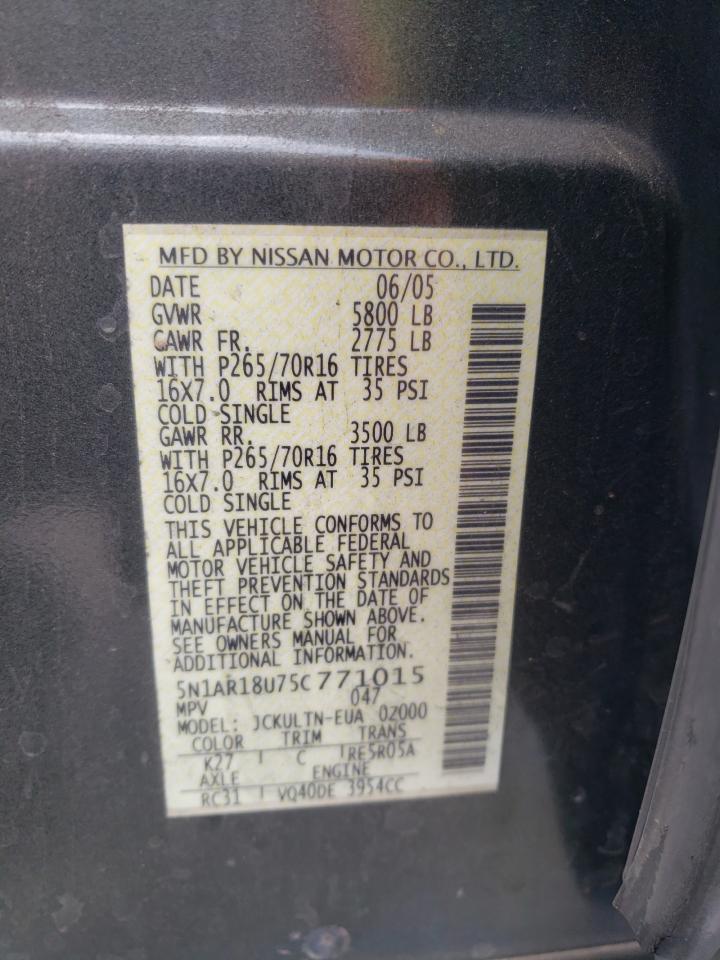 MFD BY NISSAN MOTOR CO., LTD.
DATE 06/05
GVWR 5800 LB
GAWR FR. 2775 LB
WITH P265/70R16 TIRES
16X7.0 RIMS AT 35 PSI
COLD SINGLE
GAWR RR. 3500 LB
WITH P265/70R16 TIRES
16X7.0 RIMS AT 35 PSI
COLD SINGLE
THIS VEHICLE CONFORMS TO
ALL APPLICABLE FEDERAL
MOTOR VEHICLE SAFETY AND
THEFT PREVENTION STANDARDS
IN EFFECT ON THE DATE OF
MANUFACTURE SHOWN ABOVE.
SEE OWNERS MANUAL FOR
ADDITIONAL INFORMATION.
5N1AR18U75C771015
MPV 047
MODEL: JCKULTN-EUA 0Z000
COLOR TRIM TRANS
K27 C RE5R05A
AXLE ENGINE
RC31 VQ40DE 3954CC